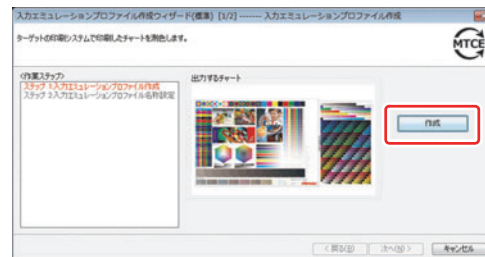 入力エミュレーションプロファイル作成ウィザード(標準) [1/2] ------- 入力エミュレーションプロファイル作成
ターゲットの印刷システムで印刷したチャートを測色します。
MTCE
<作業ステップ>
ステップ 1:入力エミュレーションプロファイル作成
ステップ 2:入力エミュレーションプロファイル名称設定
出力するチャート
作成
< 戻る(B)
次へ(N) >
キャンセル